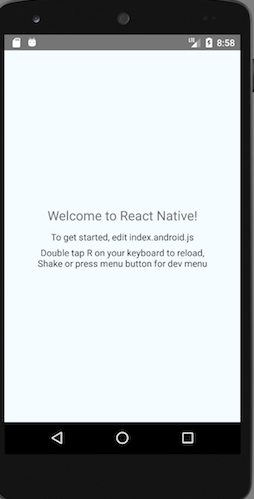 8:58
Welcome to React Native!
To get started, edit index.android.js
Double tap R on your keyboard to reload,
Shake or press menu button for dev menu